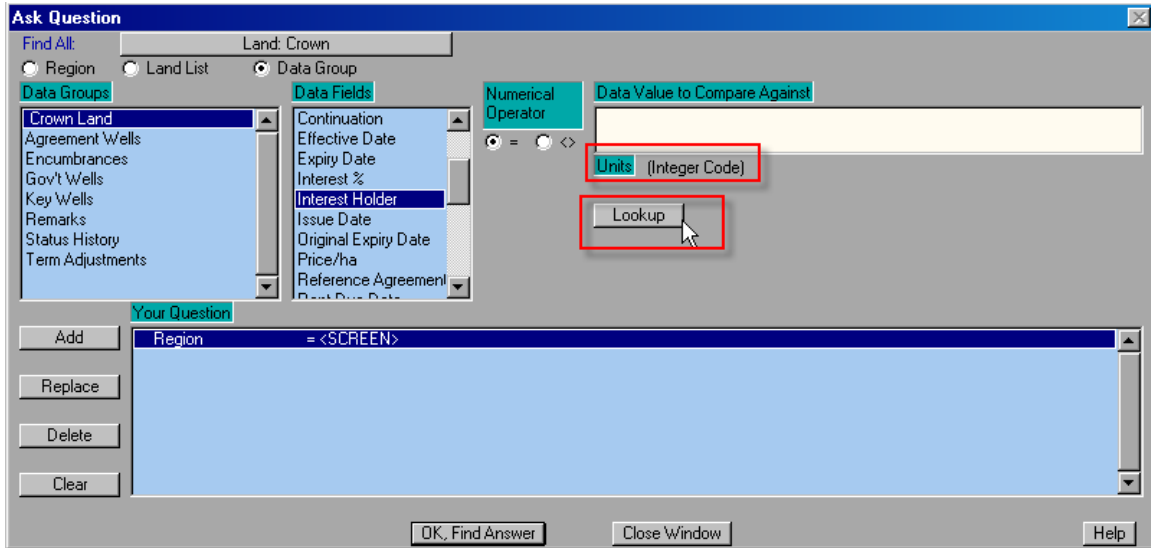 Ask Question
Find All: Land: Crown
Region Land List Data Group
Data Groups
Crown Land
Agreement Wells
Encumbrances
Gov't Wells
Key Wells
Remarks
Status History
Term Adjustments
Data Fields
Continuation
Effective Date
Expiry Date
Interest %
Interest Holder
Issue Date
Original Expiry Date
Price/ha
Reference Agreement
Numerical
Operator
= <>
Data Value to Compare Against
Units (Integer Code)
Lookup
Your Question
Region = <SCREEN>
Add
Replace
Delete
Clear
OK, Find Answer Close Window Help